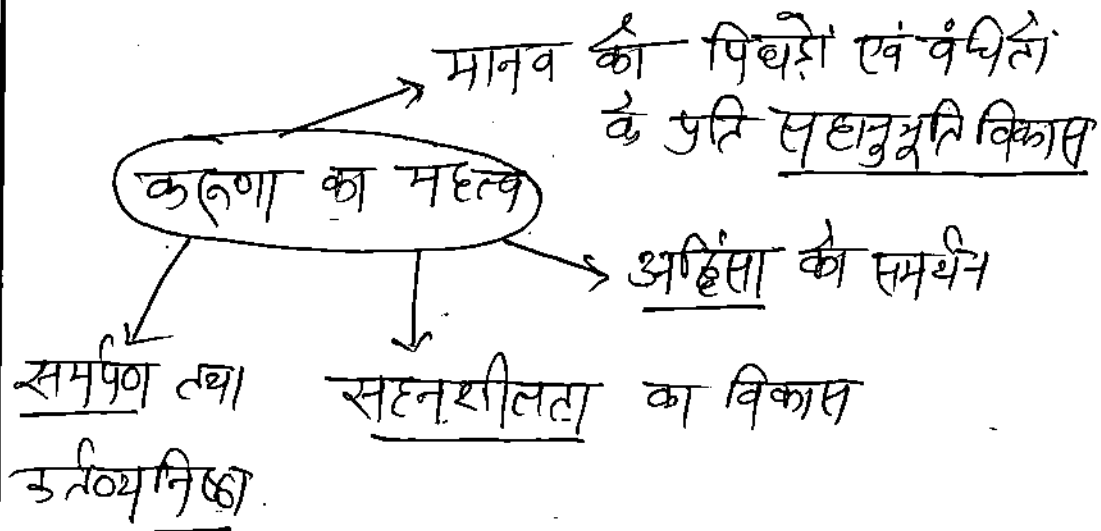 मानव को पिछड़ों एवं वंचितों
के प्रति सहानुभूति विकास
करूणा का महत्व
अहिंसा को समर्थन
समर्पण तथा
कर्तव्यनिष्ठा
सहनशीलता का विकास